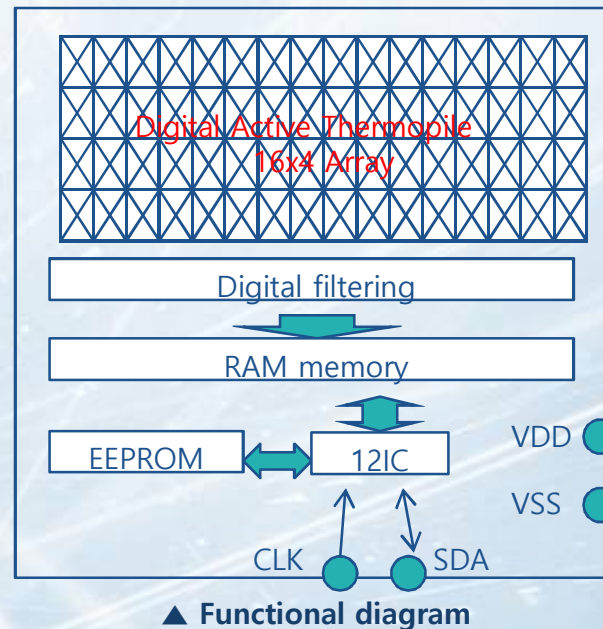 Digital Active Thermopile
16x4 Array
Digital filtering
RAM memory
EEPROM
12IC
VDD
VSS
CLK
SDA
▲ Functional diagram